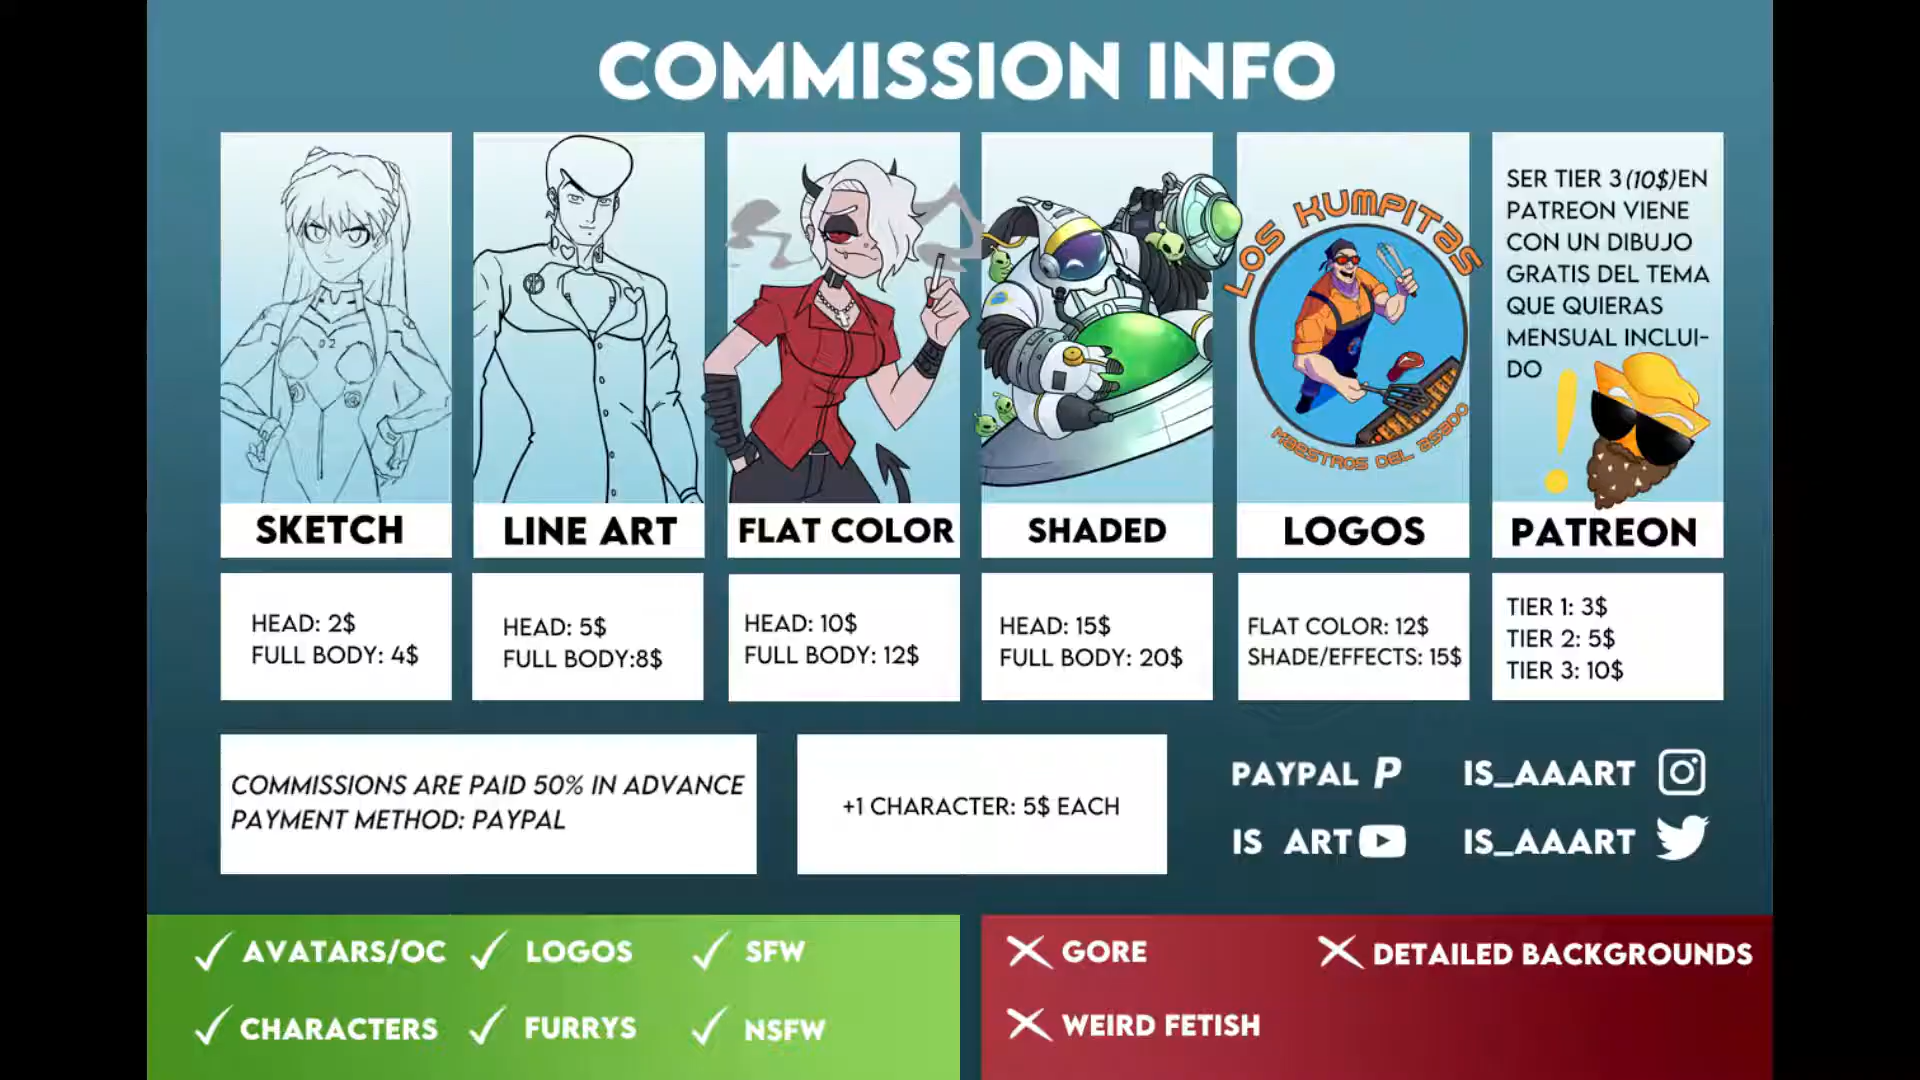 COMMISSION INFO
LOS KUMPITAS
MAESTROS DEL ASADO
02
SER TIER 3(10$)EN
PATREON VIENE
CON UN DIBUJO
GRATIS DEL TEMA
QUE QUIERAS
MENSUAL INCLUI-
DO
SKETCH
LINE ART
FLAT COLOR
SHADED
LOGOS
PATREON
HEAD: 2$
FULL BODY: 4$
HEAD: 5$
FULL BODY:8$
HEAD: 10$
FULL BODY: 12$
HEAD: 15$
FULL BODY: 20$
FLAT COLOR: 12$
SHADE/EFFECTS: 15$
TIER 1: 3$
TIER 2: 5$
TIER 3: 10$
COMMISSIONS ARE PAID 50% IN ADVANCE
PAYMENT METHOD: PAYPAL
+1 CHARACTER: 5$ EACH
PAYPAL
IS_AAART
IS ART
IS_AAART
AVATARS/OC
LOGOS
SFW
CHARACTERS
FURRYS
NSFW
GORE
DETAILED BACKGROUNDS
WEIRD FETISH